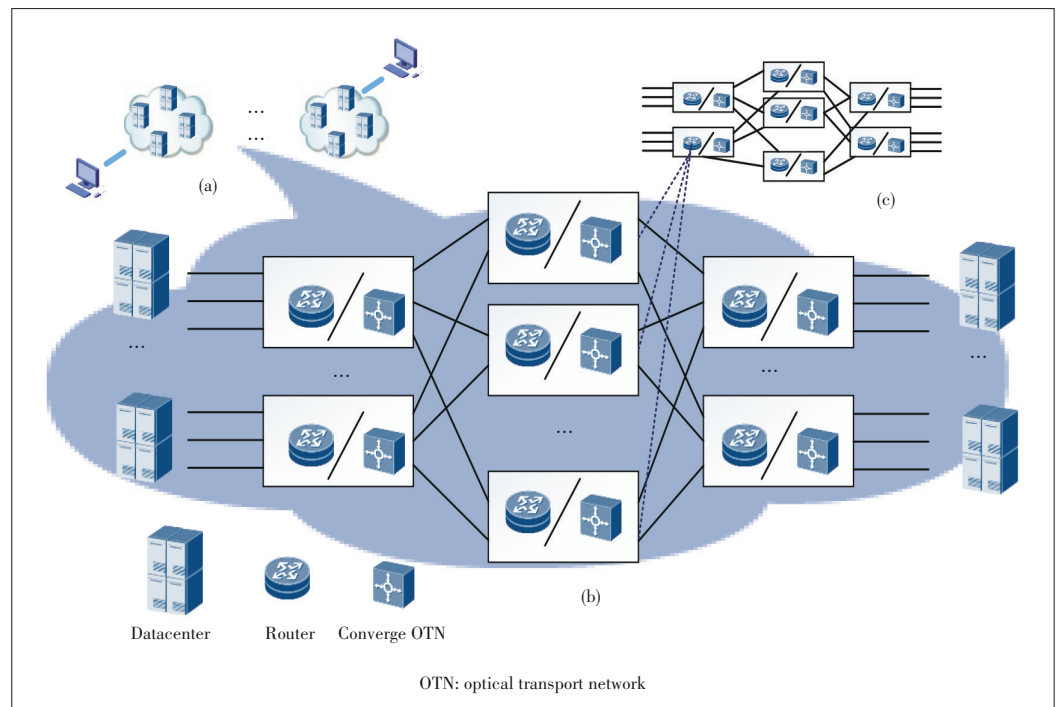 ...
...
(a)
(c)
...
...
...
...
...
(b)
Datacenter
Router
Converge OTN
OTN: optical transport network